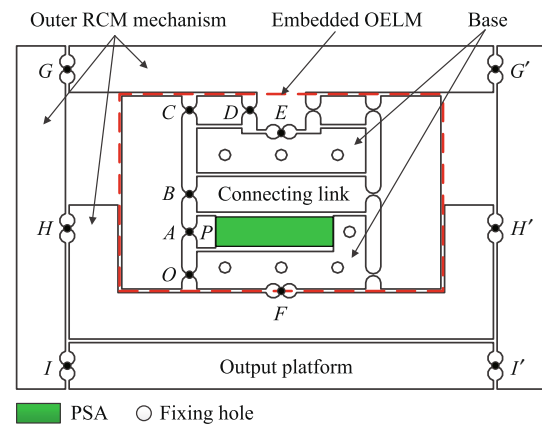 Outer RCM mechanism
Embedded OELM
Base
G
G′
C
D
E
B
Connecting link
H
A
P
H′
O
F
I
Output platform
I′
PSA
Fixing hole